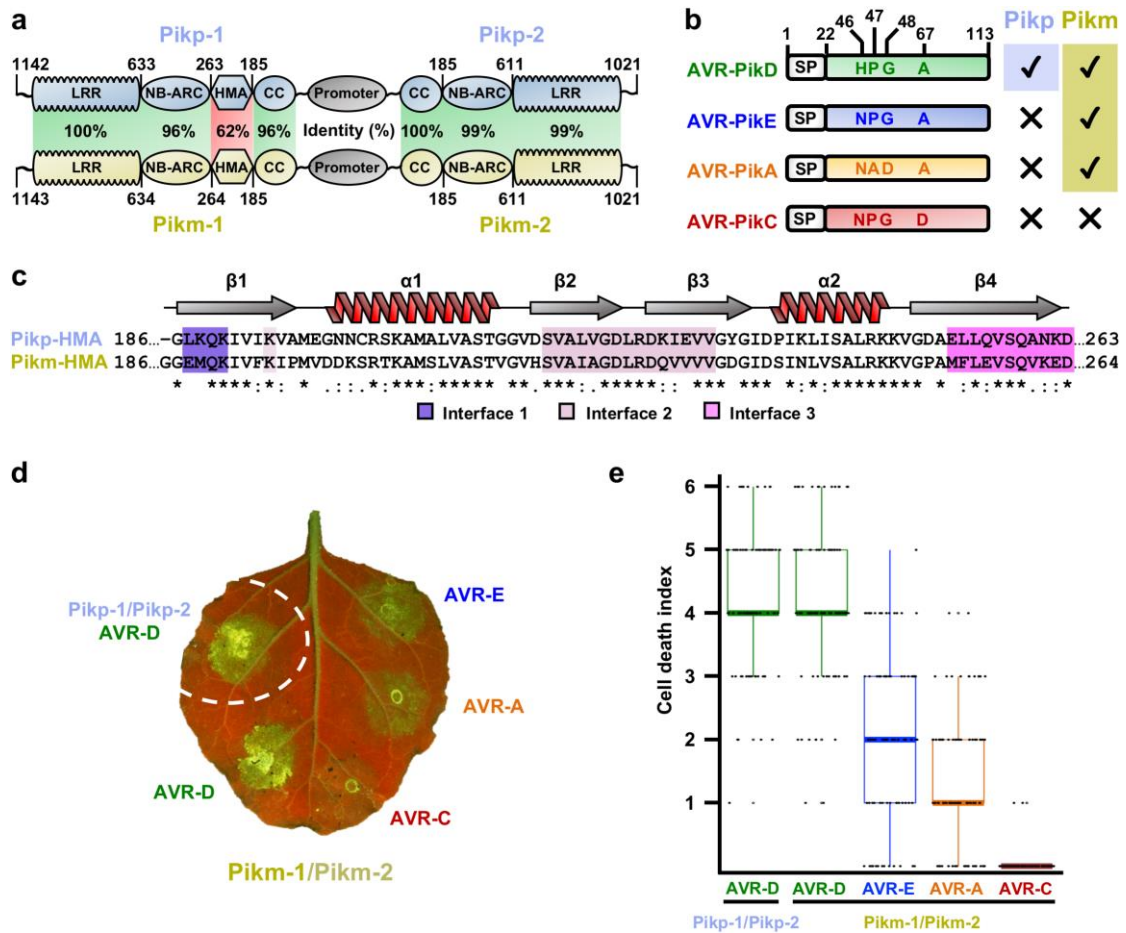 a
Pikp-1 Pikp-2
1142 633 263 185 185 611 1021
LRR NB-ARC HMA CC Promoter CC NB-ARC LRR
100% 96% 62% 96% Identity (%) 100% 99% 99%
LRR NB-ARC HMA CC Promoter CC NB-ARC LRR
1143 634 264 185 185 611 1021
Pikm-1 Pikm-2
b
Pikp Pikm
1 22 46 47 48 67 113
AVR-PikD SP HPG A ✓ ✓
AVR-PikE SP NPG A ✕ ✓
AVR-PikA SP NAD A ✕ ✓
AVR-PikC SP NPG D ✕ ✕
c
β1 α1 β2 β3 α2 β4
Pikp-HMA 186...-GLKQKIVIKVAMEGNNCRSKAMALVASTGGVDSVALVGDLRDKIEVVGYGIDPIKLISALRKKVGDAELLQVSQANKD...263
Pikm-HMA 186...GGEMQKIVFKIPMVDDKSRTKAMSLVASTVGVHSVAIAGDLRDQVVVVGDGIDSINLVSALRKKVGPAMFLEVSQVKED...264
Interface 1 Interface 2 Interface 3
d
Pikp-1/Pikp-2
AVR-D
AVR-E
AVR-A
AVR-D
AVR-C
Pikm-1/Pikm-2
e
Cell death index
6
5
4
3
2
1
AVR-D AVR-D AVR-E AVR-A AVR-C
Pikp-1/Pikp-2 Pikm-1/Pikm-2